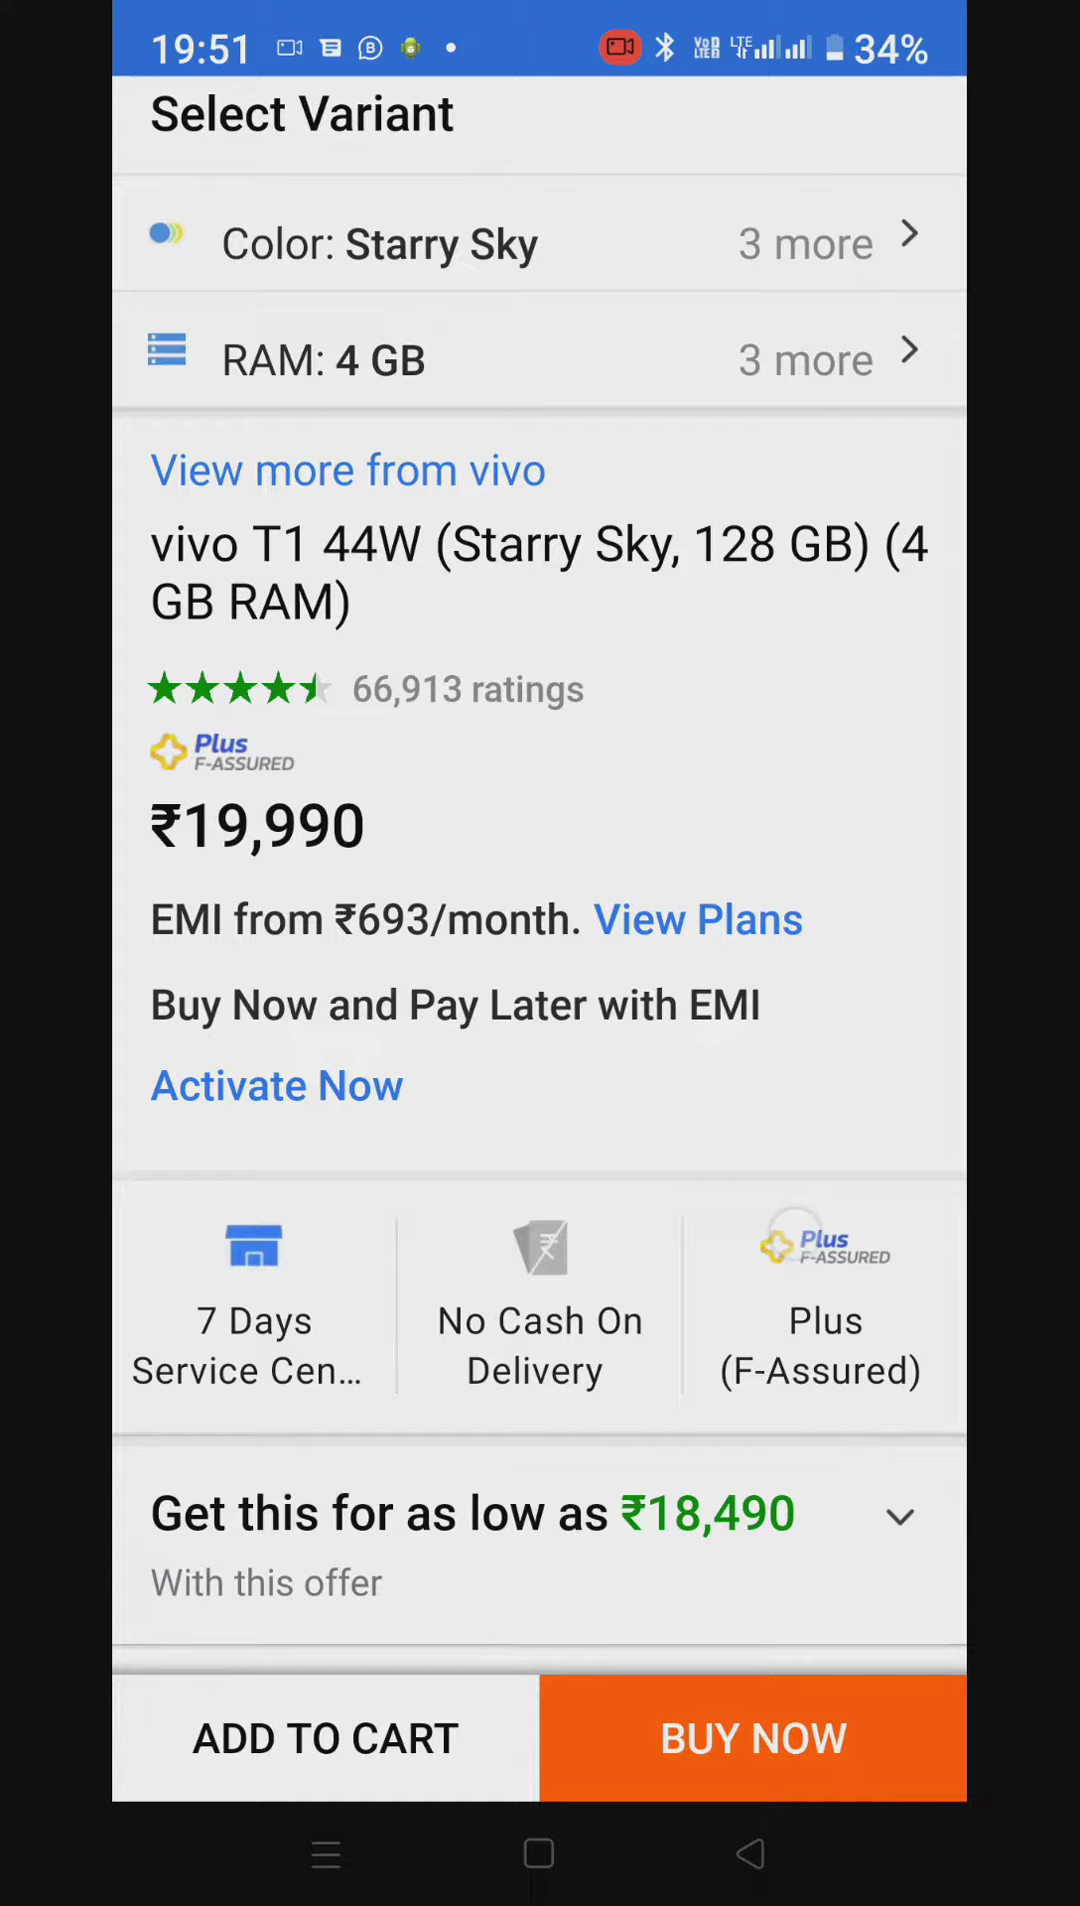 19:51 34%
Select Variant
Color: Starry Sky 3 more
RAM: 4 GB 3 more
View more from vivo
vivo T1 44W (Starry Sky, 128 GB) (4
GB RAM)
66,913 ratings
Plus
F-ASSURED
₹19,990
EMI from ₹693/month. View Plans
Buy Now and Pay Later with EMI
Activate Now
Plus
F-ASSURED
7 Days
Service Cen...
No Cash On
Delivery
Plus
(F-Assured)
Get this for as low as ₹18,490
With this offer
ADD TO CART BUY NOW